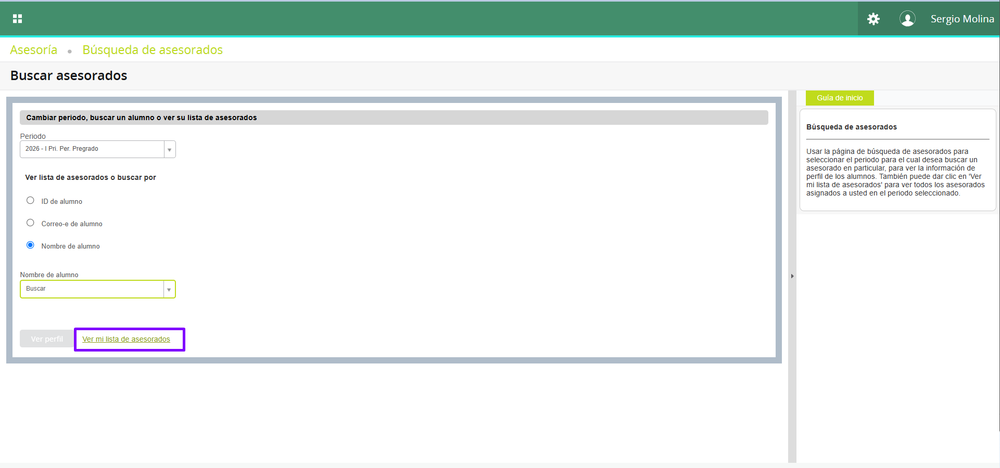 Sergio Molina
Asesoría • Búsqueda de asesorados
Buscar asesorados
Cambiar periodo, buscar un alumno o ver su lista de asesorados
Periodo
2026 - I Pri. Per. Pregrado
Ver lista de asesorados o buscar por
ID de alumno
Correo-e de alumno
Nombre de alumno
Nombre de alumno
Buscar
Ver perfil
Ver mi lista de asesorados
Guía de inicio
Búsqueda de asesorados
Usar la página de búsqueda de asesorados para
seleccionar el periodo para el cual desea buscar un
asesorado en particular, para ver la información de
perfil de los alumnos. También puede dar clic en 'Ver
mi lista de asesorados' para ver todos los asesorados
asignados a usted en el periodo seleccionado.